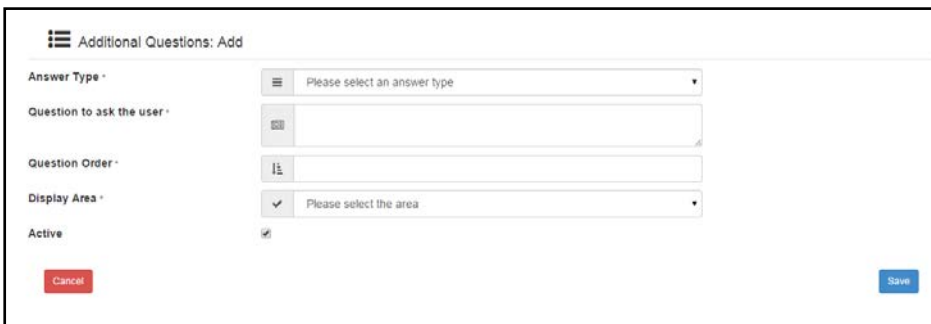 Additional Questions: Add
Answer Type *
Please select an answer type
Question to ask the user *
Question Order *
Display Area *
Please select the area
Active
Cancel
Save